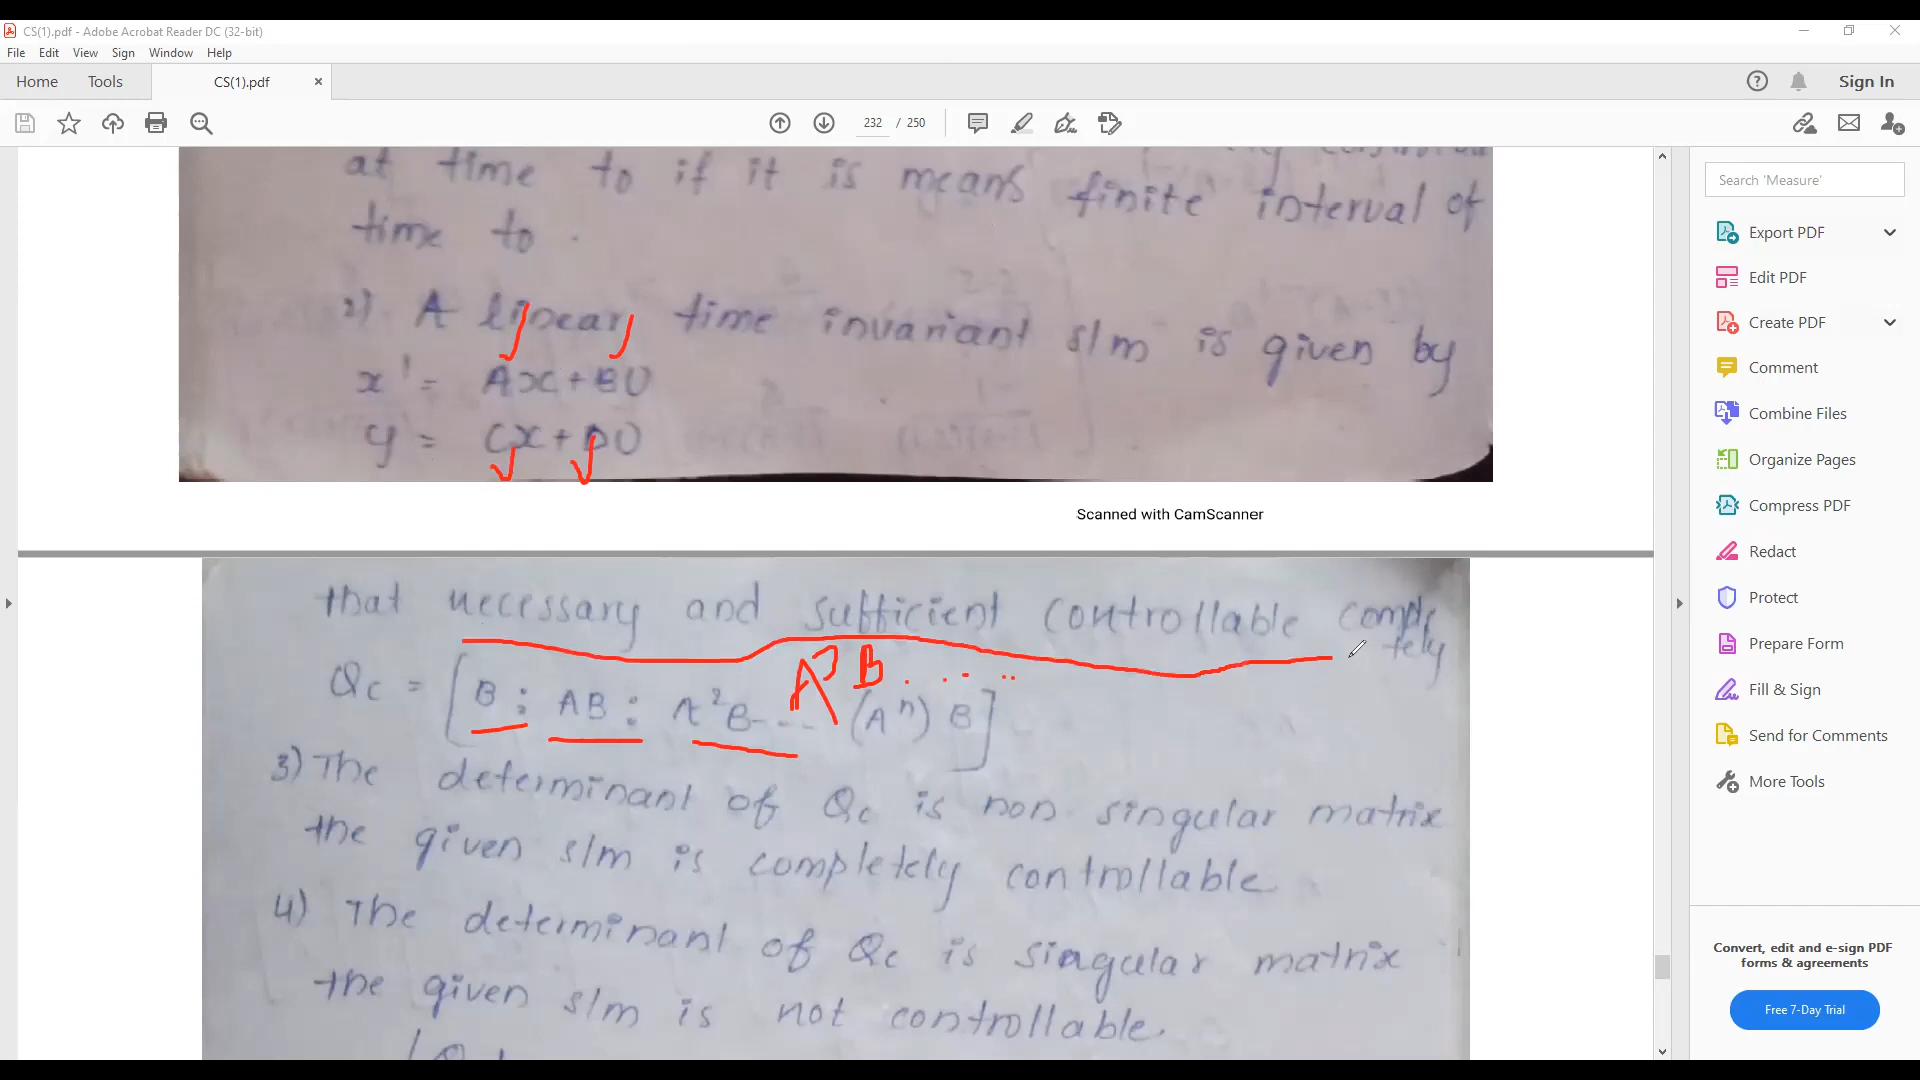 CS(1).pdf - Adobe Acrobat Reader DC (32-bit)
File Edit View Sign Window Help
Home Tools CS(1).pdf × Sign In
232 / 250
at time to if it is means finite interval of
time to .
2) A linear time invariant s/m is given by
x' = Ax + BU
y = Cx + DU
Scanned with CamScanner
that necessary and sufficient controllable comple
tely
A³ B . . . . .
Qc = [B : AB : A²B - - - (Aⁿ) B]
3) The determinant of Qc is non singular matrix
the given s/m is completely controllable
4) The determinant of Qc is singular matrix
the given s/m is not controllable.
Search 'Measure'
Export PDF
Edit PDF
Create PDF
Comment
Combine Files
Organize Pages
Compress PDF
Redact
Protect
Prepare Form
Fill & Sign
Send for Comments
More Tools
Convert, edit and e-sign PDF
forms & agreements
Free 7-Day Trial